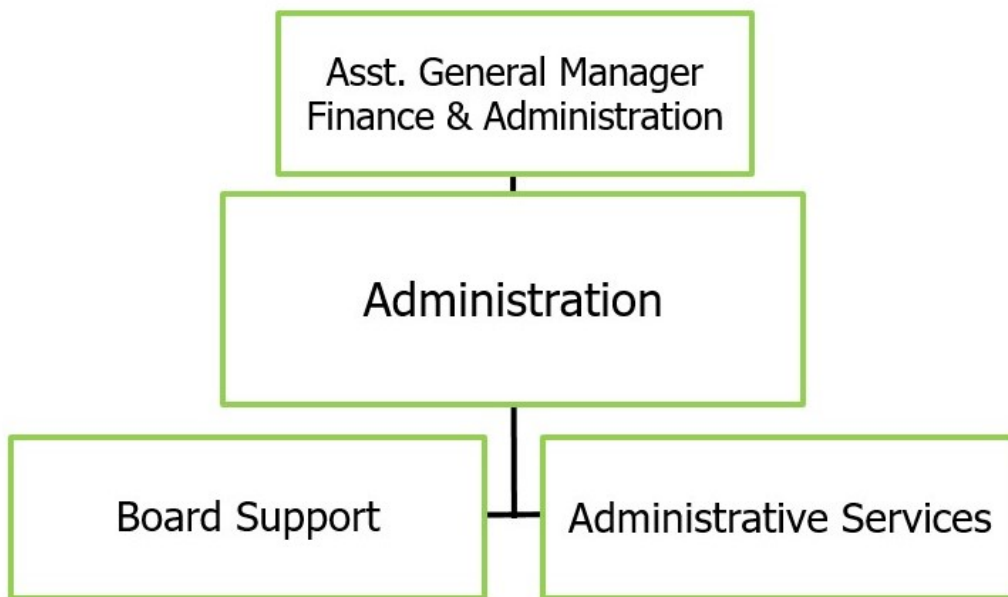 Asst. General Manager
Finance & Administration
Administration
Board Support
Administrative Services